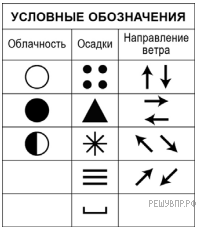 УСЛОВНЫЕ ОБОЗНАЧЕНИЯ
Облачность Осадки Направление ветра
РЕШУВПР.РФ